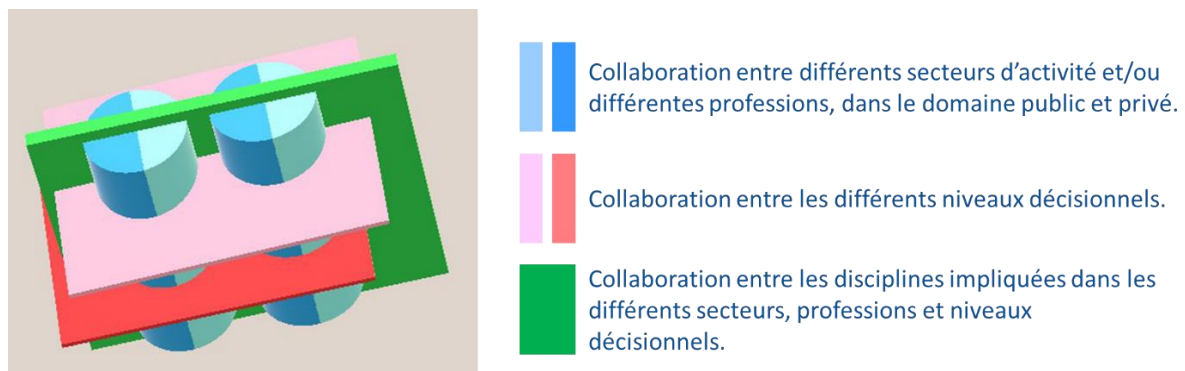 Collaboration entre différents secteurs d’activité et/ou
différentes professions, dans le domaine public et privé.
Collaboration entre les différents niveaux décisionnels.
Collaboration entre les disciplines impliquées dans les
différents secteurs, professions et niveaux
décisionnels.